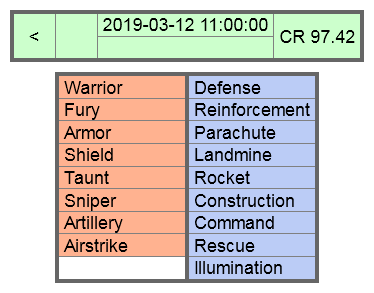 < 2019-03-12 11:00:00 CR 97.42
Warrior Defense
Fury Reinforcement
Armor Parachute
Shield Landmine
Taunt Rocket
Sniper Construction
Artillery Command
Airstrike Rescue
Illumination